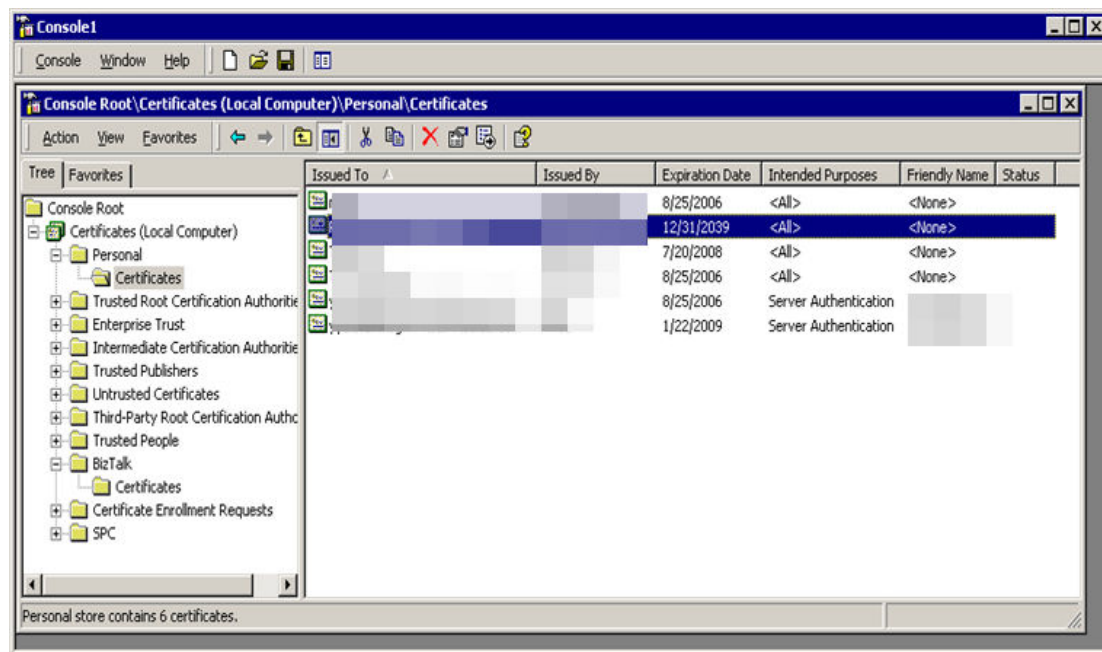 Console1
Console Window Help
Console Root\Certificates (Local Computer)\Personal\Certificates
Action View Favorites
Tree Favorites
Issued To Issued By Expiration Date Intended Purposes Friendly Name Status
Console Root
Certificates (Local Computer)
Personal
Certificates
Trusted Root Certification Authoritie
Enterprise Trust
Intermediate Certification Authoritie
Trusted Publishers
Untrusted Certificates
Third-Party Root Certification Authc
Trusted People
BizTalk
Certificates
Certificate Enrollment Requests
SPC
8/25/2006 <All> <None>
12/31/2039 <All> <None>
7/20/2008 <All> <None>
8/25/2006 <All> <None>
8/25/2006 Server Authentication
1/22/2009 Server Authentication
Personal store contains 6 certificates.